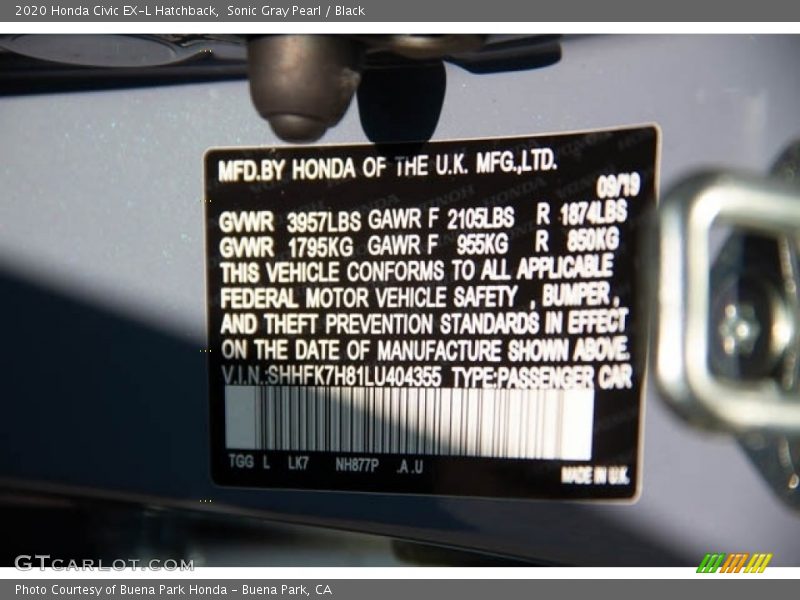 2020 Honda Civic EX-L Hatchback, Sonic Gray Pearl / Black
MFD.BY HONDA OF THE U.K. MFG.,LTD.
09/19
GVWR 3957LBS GAWR F 2105LBS R 1874LBS
GVWR 1795KG GAWR F 955KG R 850KG
THIS VEHICLE CONFORMS TO ALL APPLICABLE
FEDERAL MOTOR VEHICLE SAFETY , BUMPER ,
AND THEFT PREVENTION STANDARDS IN EFFECT
ON THE DATE OF MANUFACTURE SHOWN ABOVE.
V.I.N.:SHHFK7H81LU404355 TYPE:PASSENGER CAR
TGG L LK7 NH877P .A.U
MADE IN U.K.
GTCARLOT.COM
Photo Courtesy of Buena Park Honda - Buena Park, CA